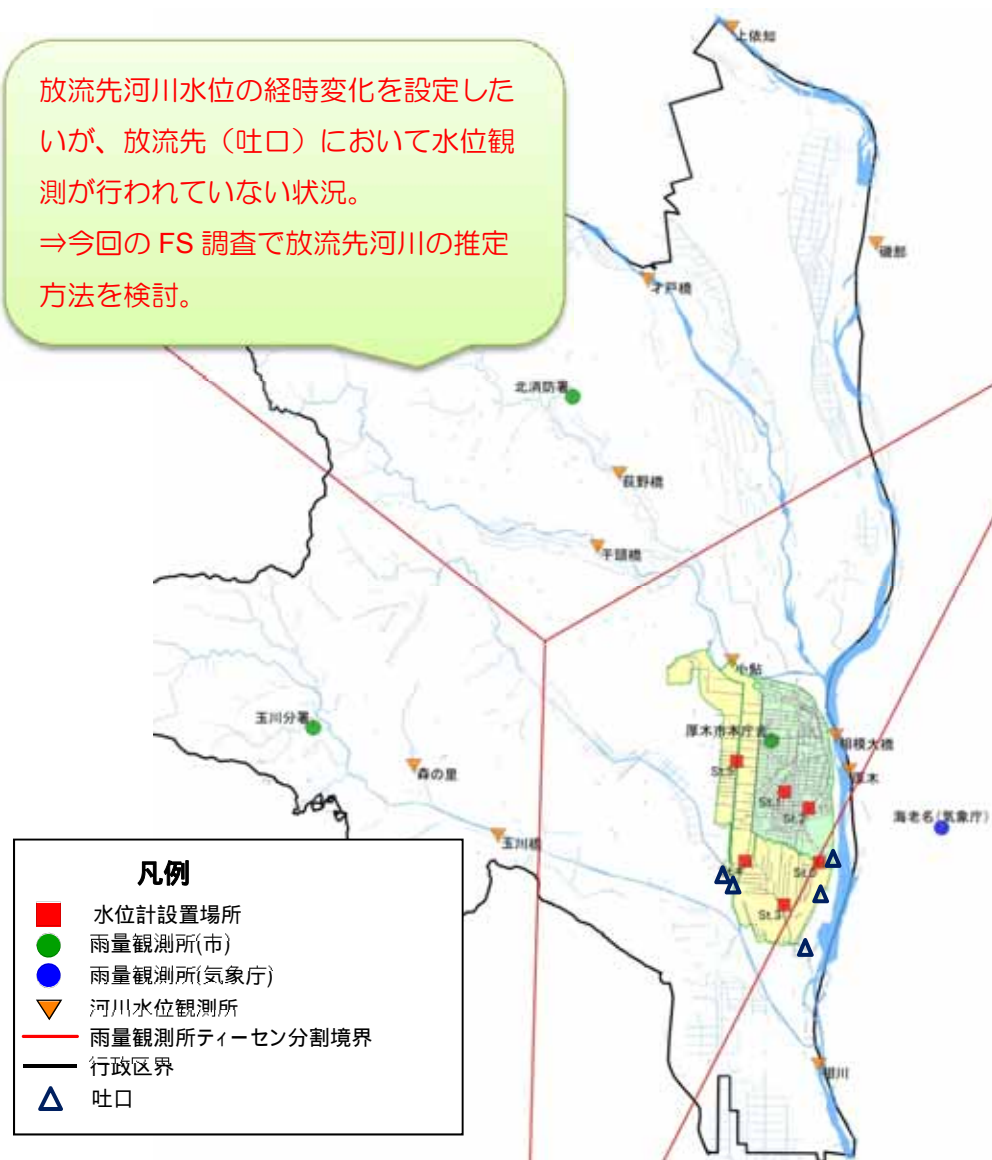 放流先河川水位の経時変化を設定した
いが、放流先（吐口）において水位観
測が行われていない状況。
⇒今回の FS 調査で放流先河川の推定
方法を検討。
上依知
磯部
才戸橋
北消防署
荻野橋
千頭橋
小鮎
厚木市本庁舎
相模大橋
厚木
St.5
St.1
St.2
海老名(気象庁)
玉川分署
森の里
玉川橋
St.3
相川
凡例
水位計設置場所
雨量観測所(市)
雨量観測所(気象庁)
河川水位観測所
雨量観測所ティーセン分割境界
行政区界
吐口